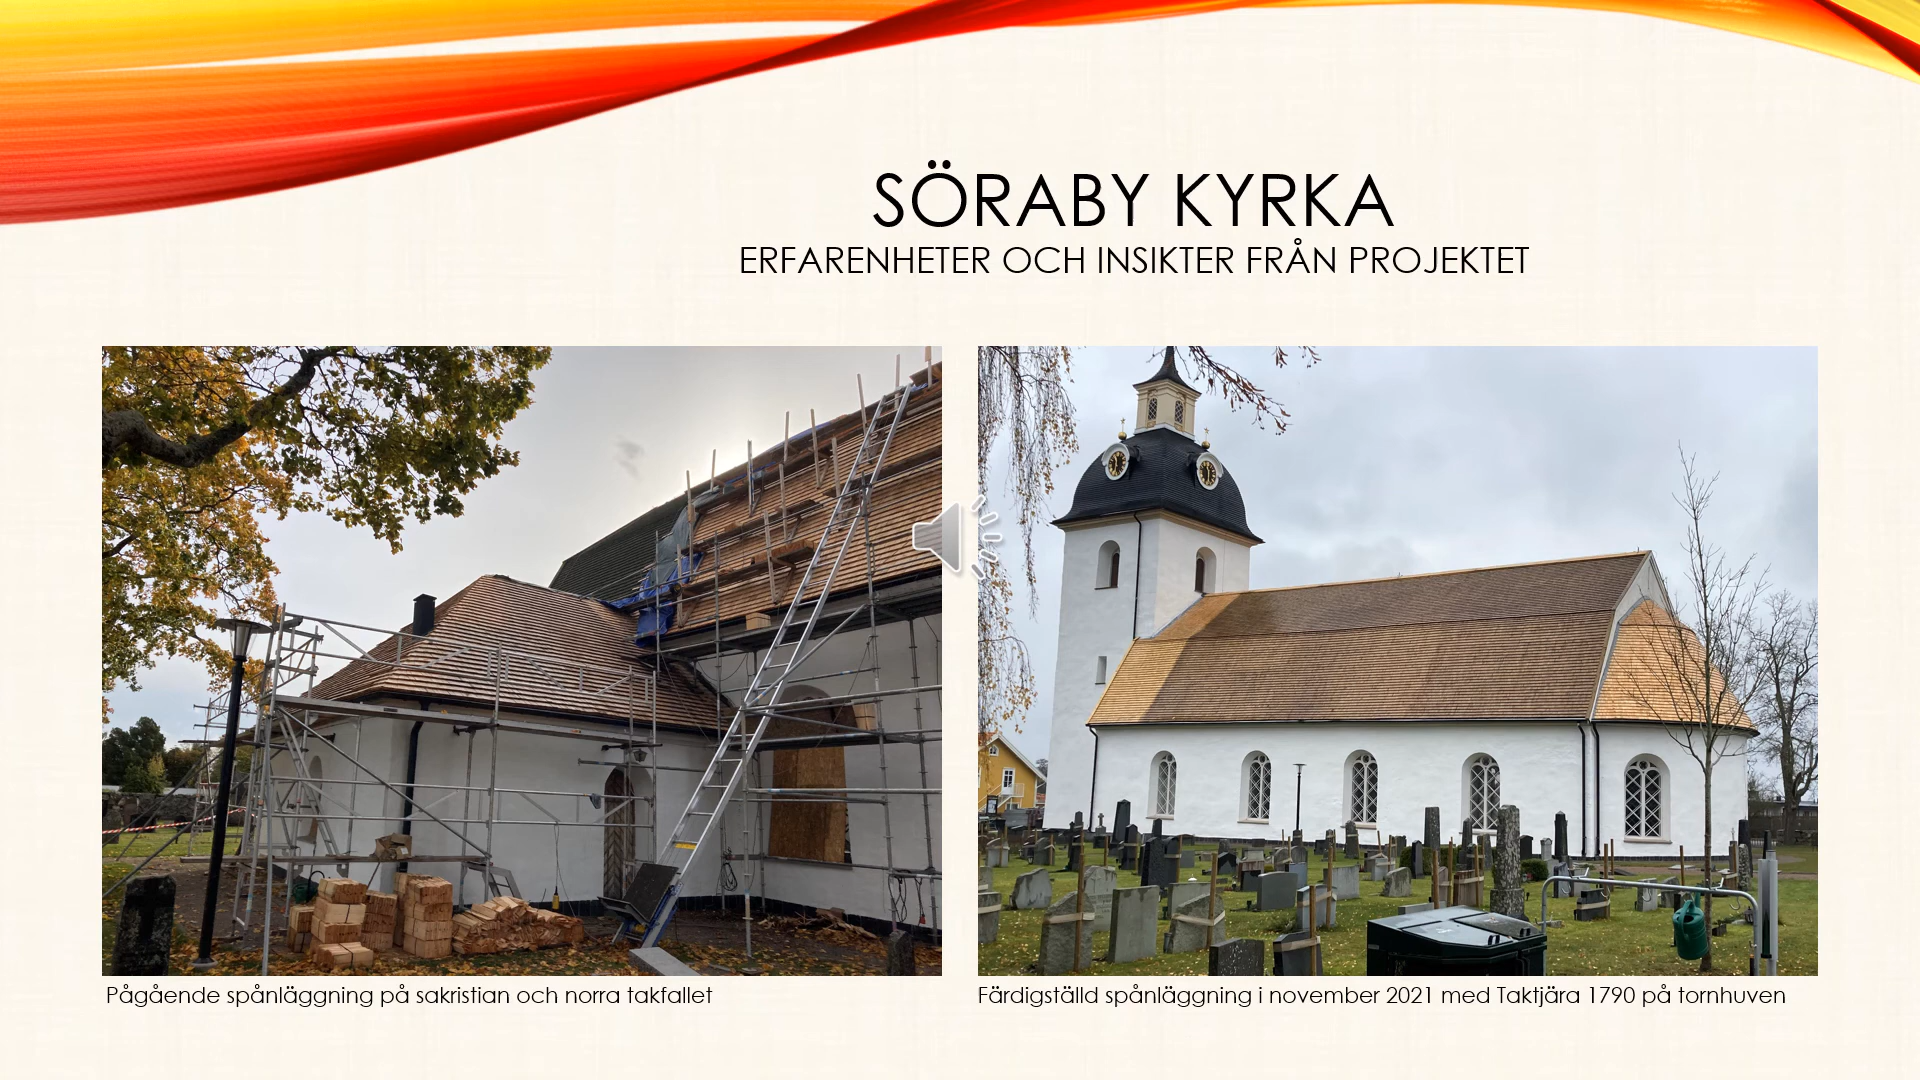 SÖRABY KYRKA
ERFARENHETER OCH INSIKTER FRÅN PROJEKTET
Pågående spånläggning på sakristian och norra takfallet
Färdigställd spånläggning i november 2021 med Taktjära 1790 på tornhuven